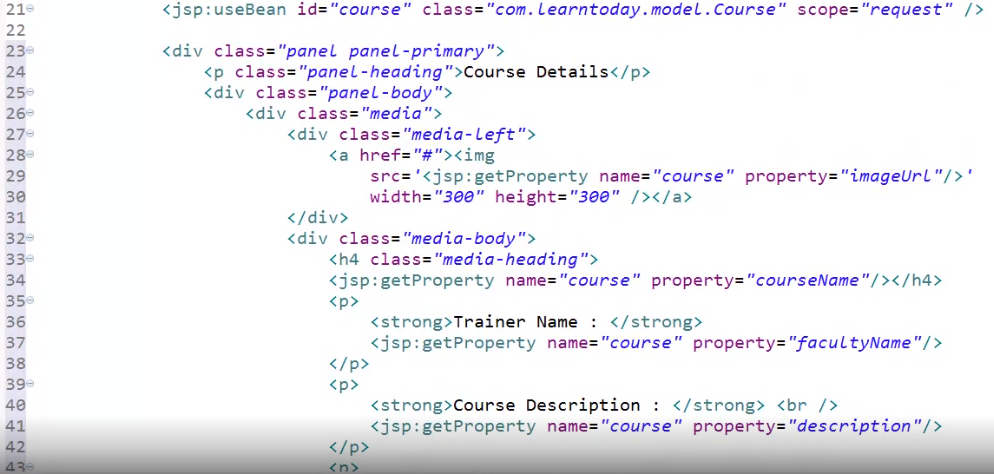 21 <jsp:useBean id="course" class="com.learntoday.model.Course" scope="request" />
22
23 <div class="panel panel-primary">
24 <p class="panel-heading">Course Details</p>
25 <div class="panel-body">
26 <div class="media">
27 <div class="media-left">
28 <a href="#"><img
29 src='<jsp:getProperty name="course" property="imageUrl"/>'
30 width="300" height="300" /></a>
31 </div>
32 <div class="media-body">
33 <h4 class="media-heading">
34 <jsp:getProperty name="course" property="courseName"/></h4>
35 <p>
36 <strong>Trainer Name : </strong>
37 <jsp:getProperty name="course" property="facultyName"/>
38 </p>
39 <p>
40 <strong>Course Description : </strong> <br />
41 <jsp:getProperty name="course" property="description"/>
42 </p>
43 <p>